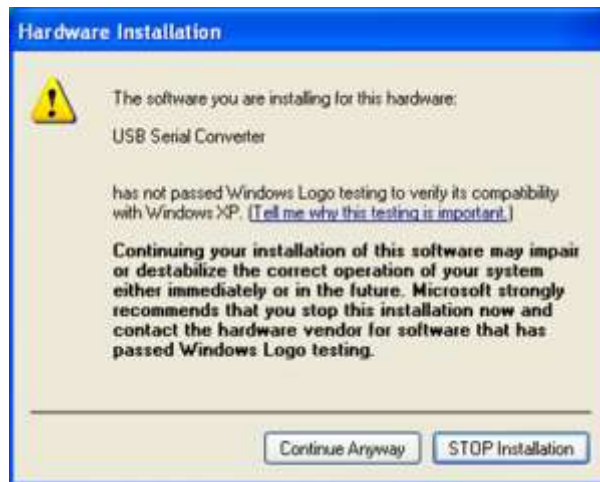 Hardware Installation
The software you are installing for this hardware:
USB Serial Converter
has not passed Windows Logo testing to verify its compatibility
with Windows XP. (Tell me why this testing is important.)
Continuing your installation of this software may impair
or destabilize the correct operation of your system
either immediately or in the future. Microsoft strongly
recommends that you stop this installation now and
contact the hardware vendor for software that has
passed Windows Logo testing.
Continue Anyway
STOP Installation